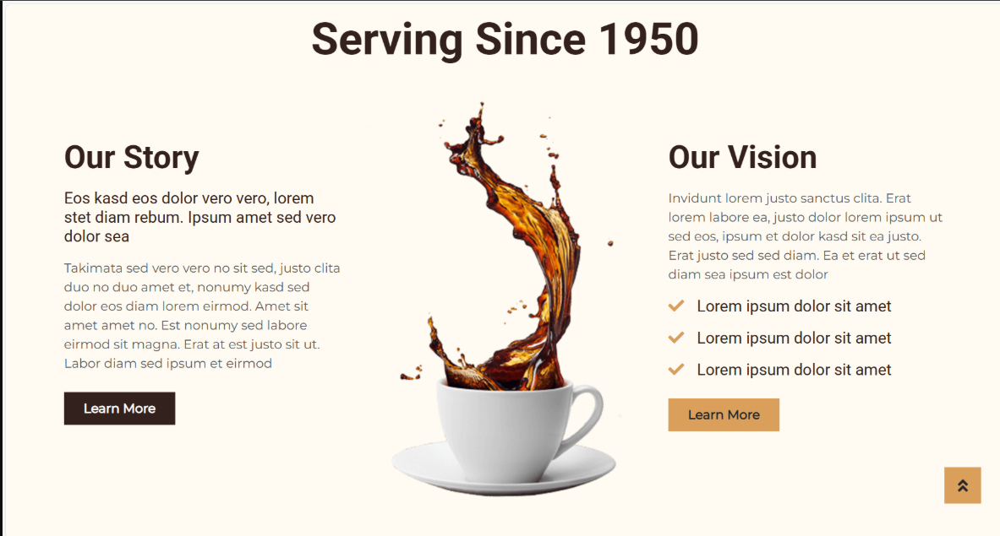 Serving Since 1950
Our Story
Eos kasd eos dolor vero vero, lorem
stet diam rebum. Ipsum amet sed vero
dolor sea
Takimata sed vero vero no sit sed, justo clita
duo no duo amet et, nonumy kasd sed
dolor eos diam lorem eirmod. Amet sit
amet amet no. Est nonumy sed labore
eirmod sit magna. Erat at est justo sit ut.
Labor diam sed ipsum et eirmod
Learn More
Our Vision
Invidunt lorem justo sanctus clita. Erat
lorem labore ea, justo dolor lorem ipsum ut
sed eos, ipsum et dolor kasd sit ea justo.
Erat justo sed sed diam. Ea et erat ut sed
diam sea ipsum est dolor
Lorem ipsum dolor sit amet
Lorem ipsum dolor sit amet
Lorem ipsum dolor sit amet
Learn More